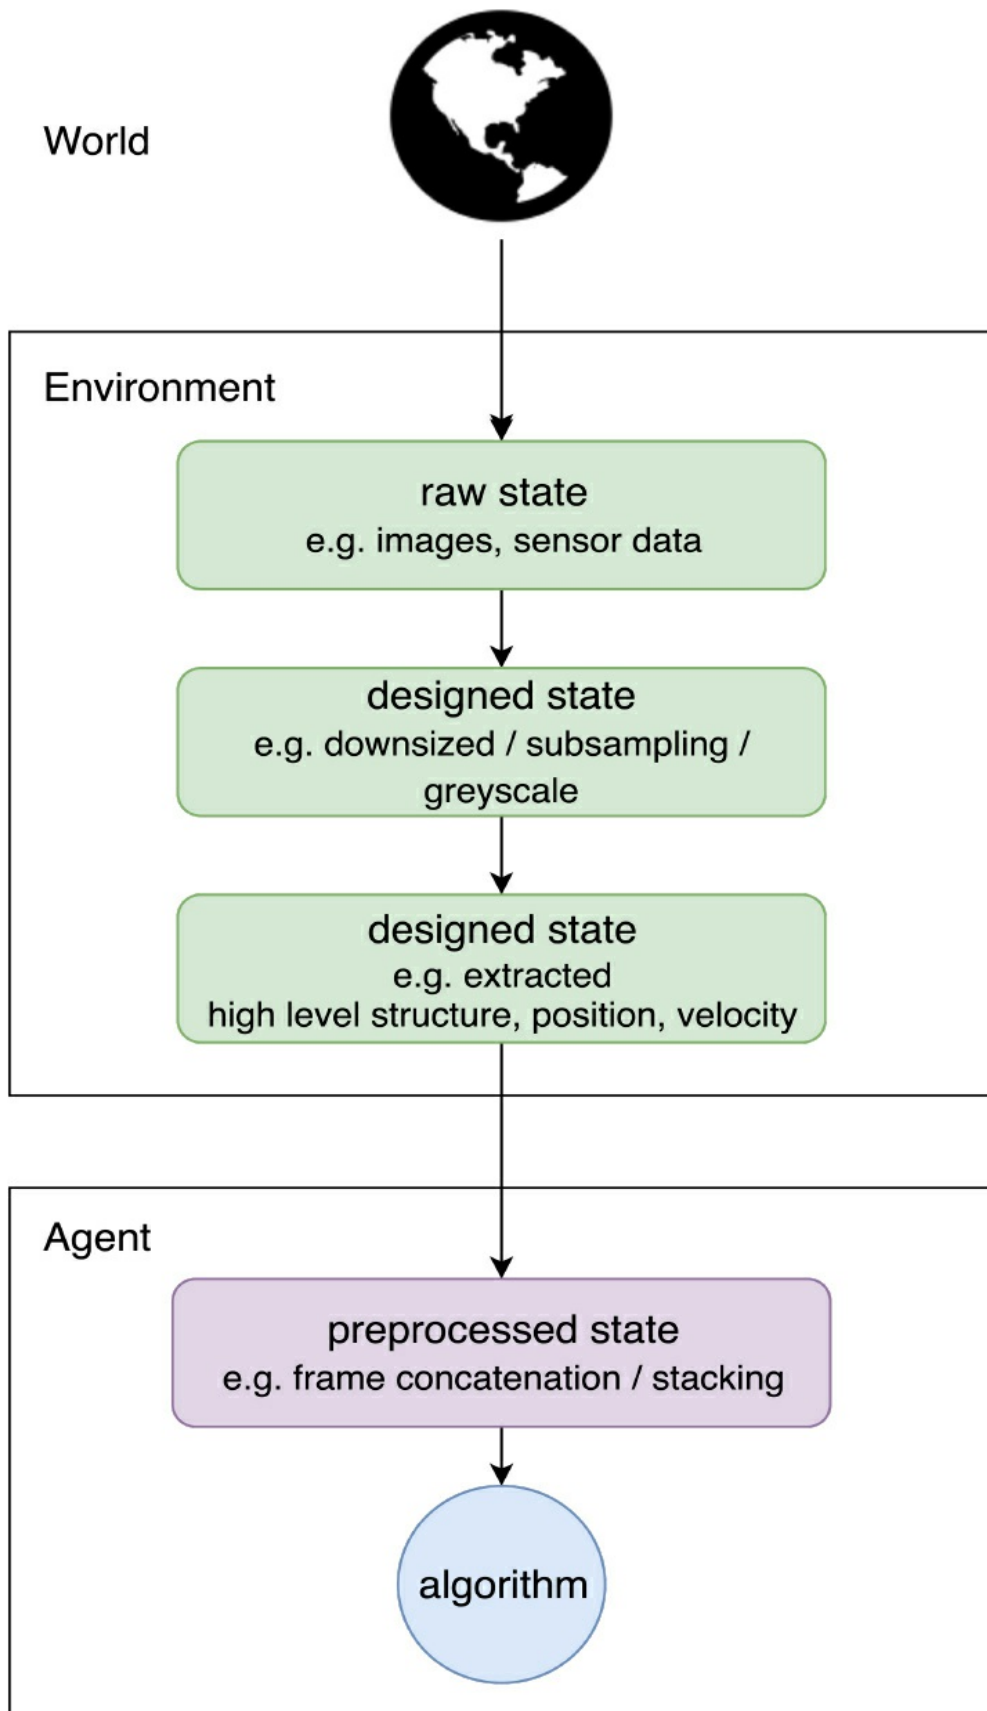 World
Environment
raw state
e.g. images, sensor data
designed state
e.g. downsized / subsampling /
greyscale
designed state
e.g. extracted
high level structure, position, velocity
Agent
preprocessed state
e.g. frame concatenation / stacking
algorithm